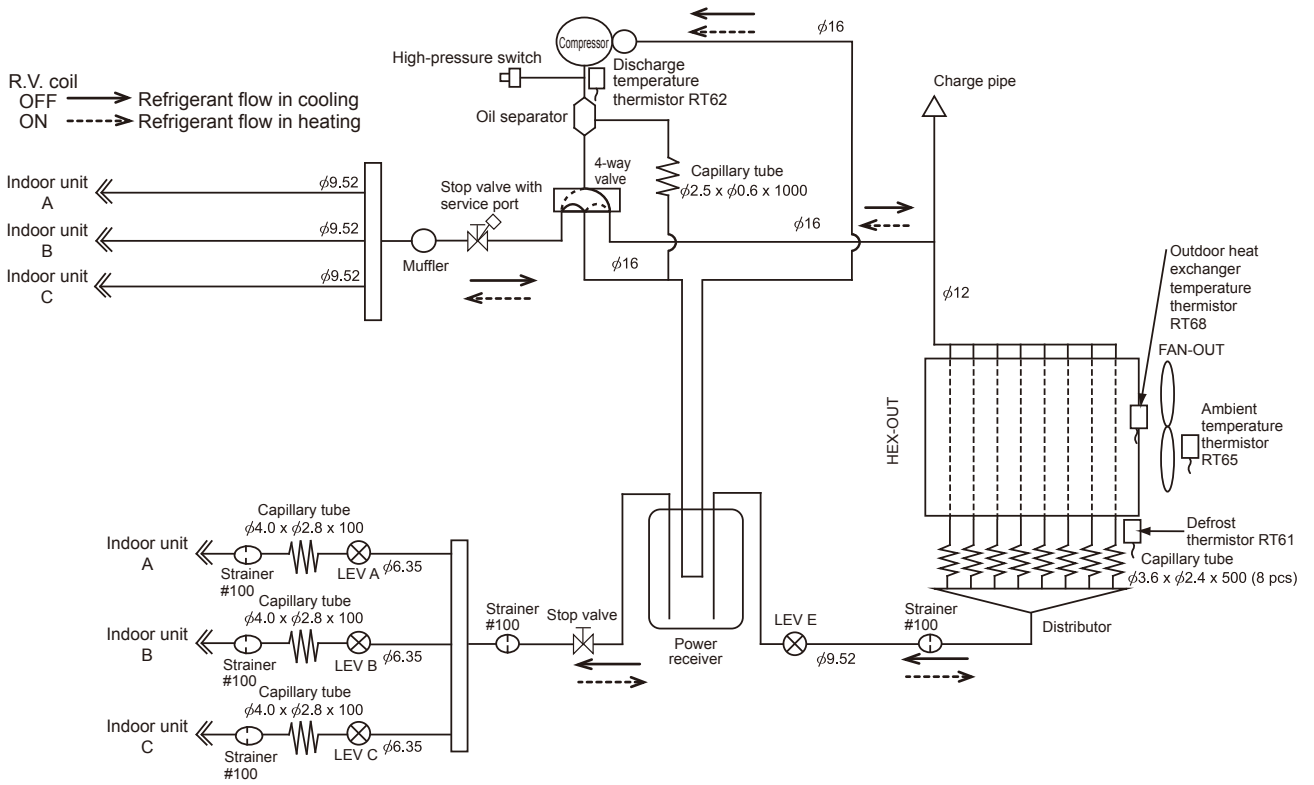 R.V. coil
OFF Refrigerant flow in cooling
ON Refrigerant flow in heating
Compressor
High-pressure switch
Discharge
temperature
thermistor RT62
Oil separator
4-way
valve
Capillary tube
ϕ2.5 x ϕ0.6 x 1000
ϕ16
Charge pipe
Indoor unit
A
ϕ9.52
Indoor unit
B
ϕ9.52
Indoor unit
C
ϕ9.52
Muffler
Stop valve with
service port
ϕ16
ϕ16
ϕ12
Outdoor heat
exchanger
temperature
thermistor
RT68
FAN-OUT
HEX-OUT
Ambient
temperature
thermistor
RT65
Defrost
thermistor RT61
Capillary tube
ϕ3.6 x ϕ2.4 x 500 (8 pcs)
Distributor
Indoor unit
A
Strainer
#100
Capillary tube
ϕ4.0 x ϕ2.8 x 100
LEV A
ϕ6.35
Indoor unit
B
Strainer
#100
Capillary tube
ϕ4.0 x ϕ2.8 x 100
LEV B
ϕ6.35
Indoor unit
C
Strainer
#100
Capillary tube
ϕ4.0 x ϕ2.8 x 100
LEV C
ϕ6.35
Strainer
#100
Stop valve
Power
receiver
LEV E
ϕ9.52
Strainer
#100